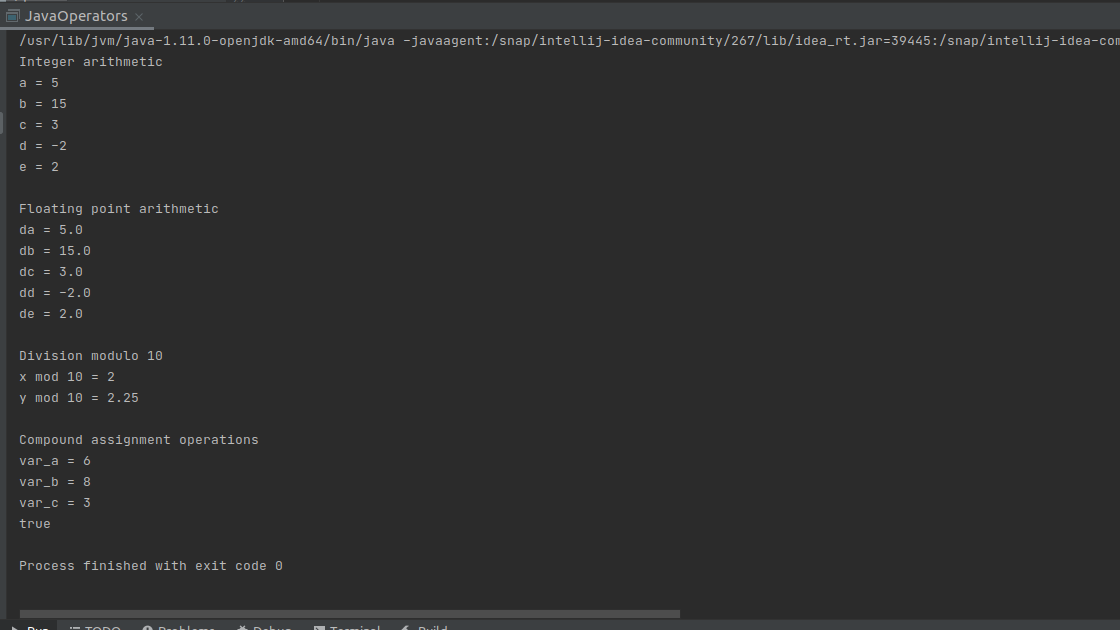 JavaOperators
/usr/lib/jvm/java-1.11.0-openjdk-amd64/bin/java -javaagent:/snap/intellij-idea-community/267/lib/idea_rt.jar=39445:/snap/intellij-idea-com
Integer arithmetic
a = 5
b = 15
c = 3
d = -2
e = 2
Floating point arithmetic
da = 5.0
db = 15.0
dc = 3.0
dd = -2.0
de = 2.0
Division modulo 10
x mod 10 = 2
y mod 10 = 2.25
Compound assignment operations
var_a = 6
var_b = 8
var_c = 3
true
Process finished with exit code 0
Run TODO Problems Debug Terminal Build